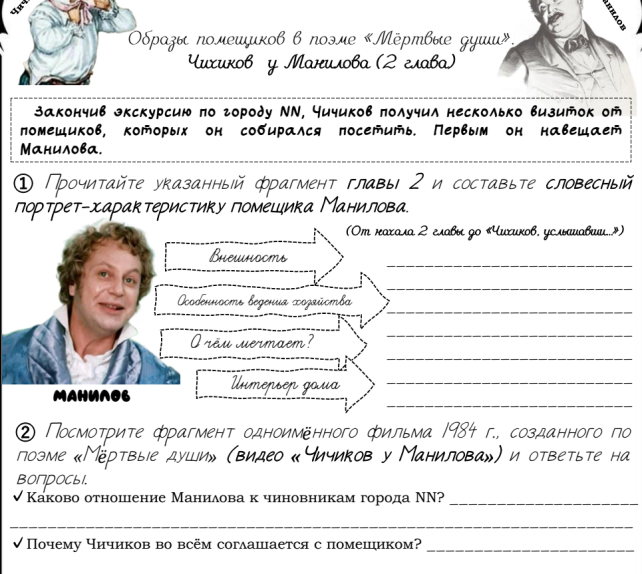 Образы помещиков в поэме «Мёртвые души».
Чичиков у Манилова (2 глава)
Закончив экскурсию по городу NN, Чичиков получил несколько визиток от
помещиков, которых он собирался посетить. Первым он навещает
Манилова.
① Прочитайте указанный фрагмент главы 2 и составьте словесный
портрет-характеристику помещика Манилова.
(От начала 2 главы до «Чичиков, услышавши...»)
Внешность
Особенность ведения хозяйства
О чём мечтает?
Интерьер дома
МАНИЛОВ
② Посмотрите фрагмент одноимённого фильма 1984 г., созданного по
поэме «Мёртвые души» (видео «Чичиков у Манилова») и ответьте на
вопросы.
✓ Каково отношение Манилова к чиновникам города NN?
✓ Почему Чичиков во всём соглашается с помещиком?